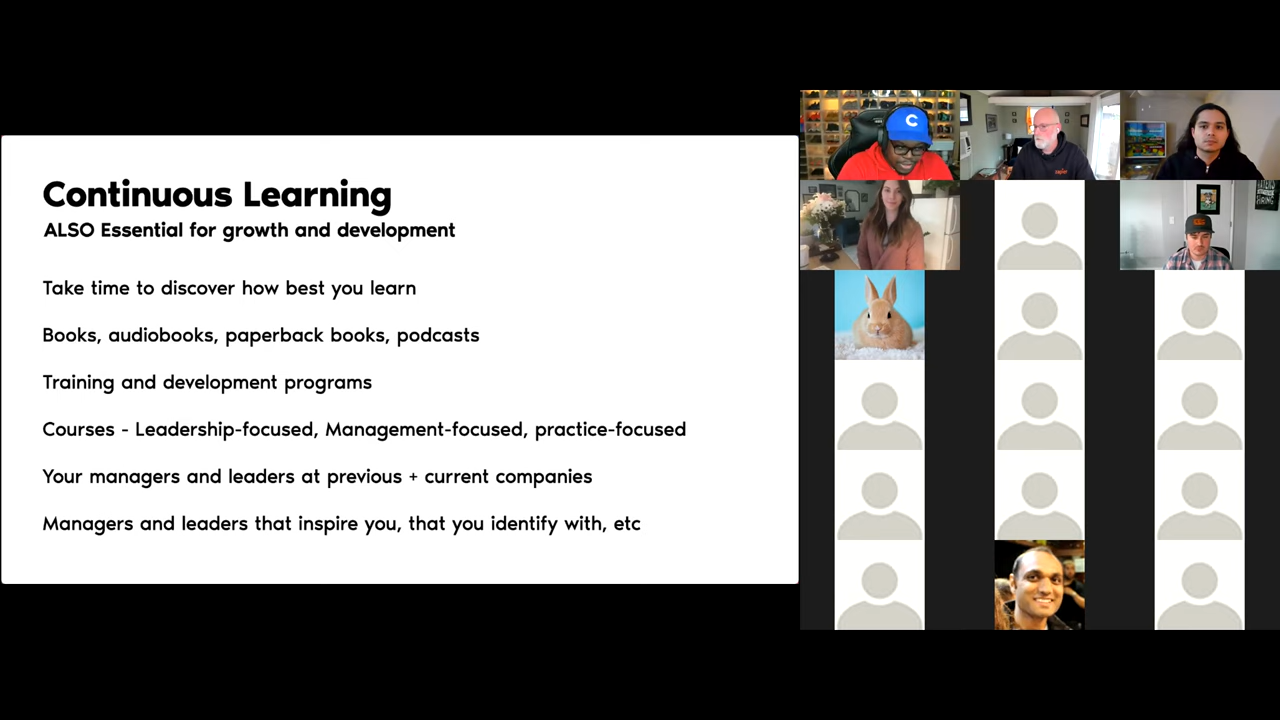 Continuous Learning
ALSO Essential for growth and development
Take time to discover how best you learn
Books, audiobooks, paperback books, podcasts
Training and development programs
Courses - Leadership-focused, Management-focused, practice-focused
Your managers and leaders at previous + current companies
Managers and leaders that inspire you, that you identify with, etc
C